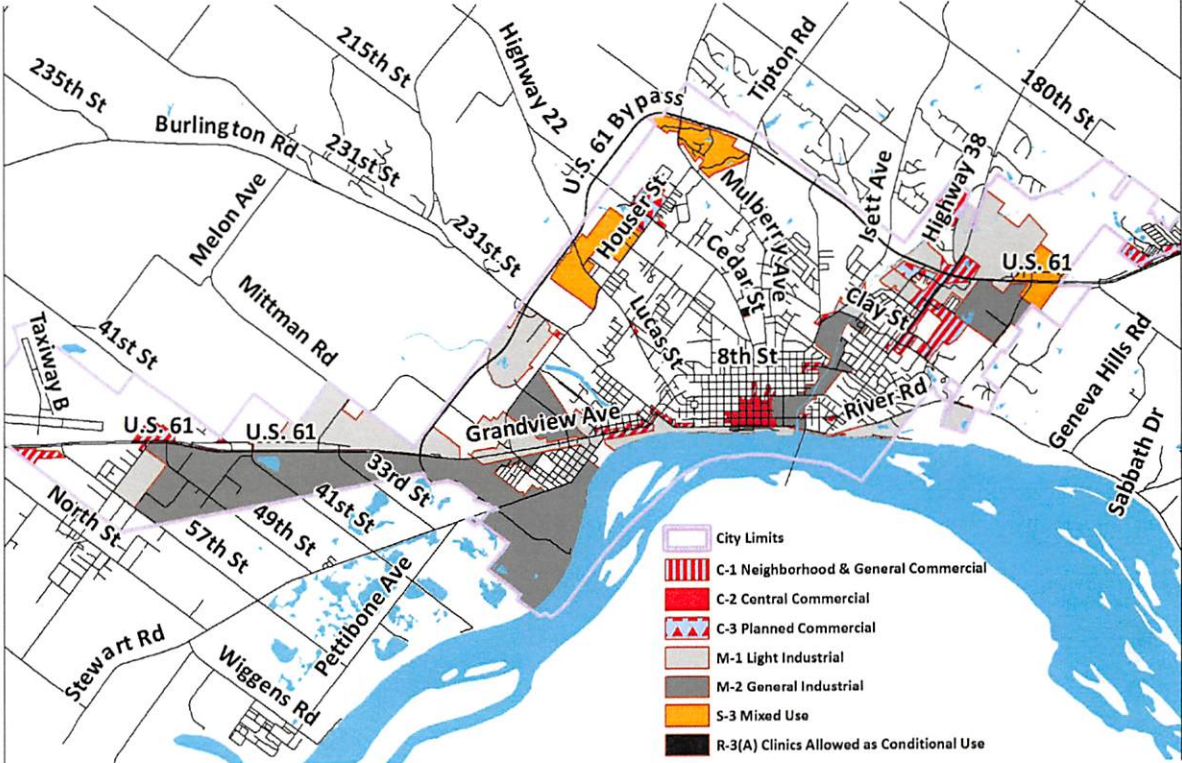 235th St
215th St
Highway 22
Tipton Rd
180th St
Burlington Rd
231st St
U.S. 61 Bypass
Melon Ave
231st St
Houser St
Mulberry Ave
Isett Ave
Highway 38
Cedar St
U.S. 61
Mittman Rd
Lucas St
Clay St
Taxiway B
41st St
8th St
River Rd
Geneva Hills Rd
U.S. 61
U.S. 61
Grandview Ave
Sabbath Dr
33rd St
North St
41st St
49th St
57th St
Pettibone Ave
Stewart Rd
Wiggens Rd
City Limits
C-1 Neighborhood & General Commercial
C-2 Central Commercial
C-3 Planned Commercial
M-1 Light Industrial
M-2 General Industrial
S-3 Mixed Use
R-3(A) Clinics Allowed as Conditional Use